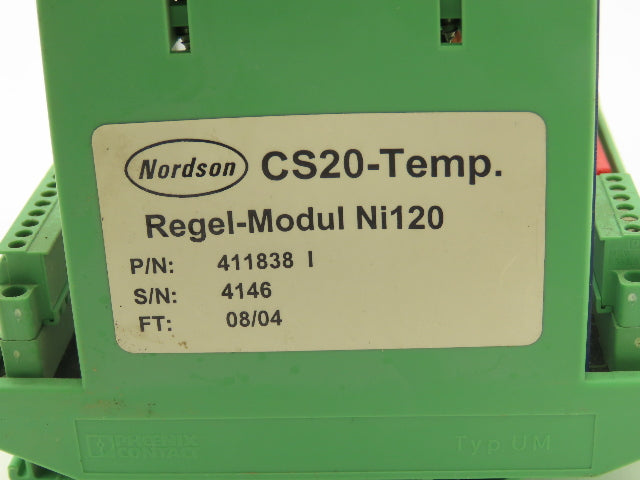 Nordson CS20-Temp.
Regel-Modul Ni120
P/N: 411838 I
S/N: 4146
FT: 08/04
PHOENIX CONTACT
Typ UM